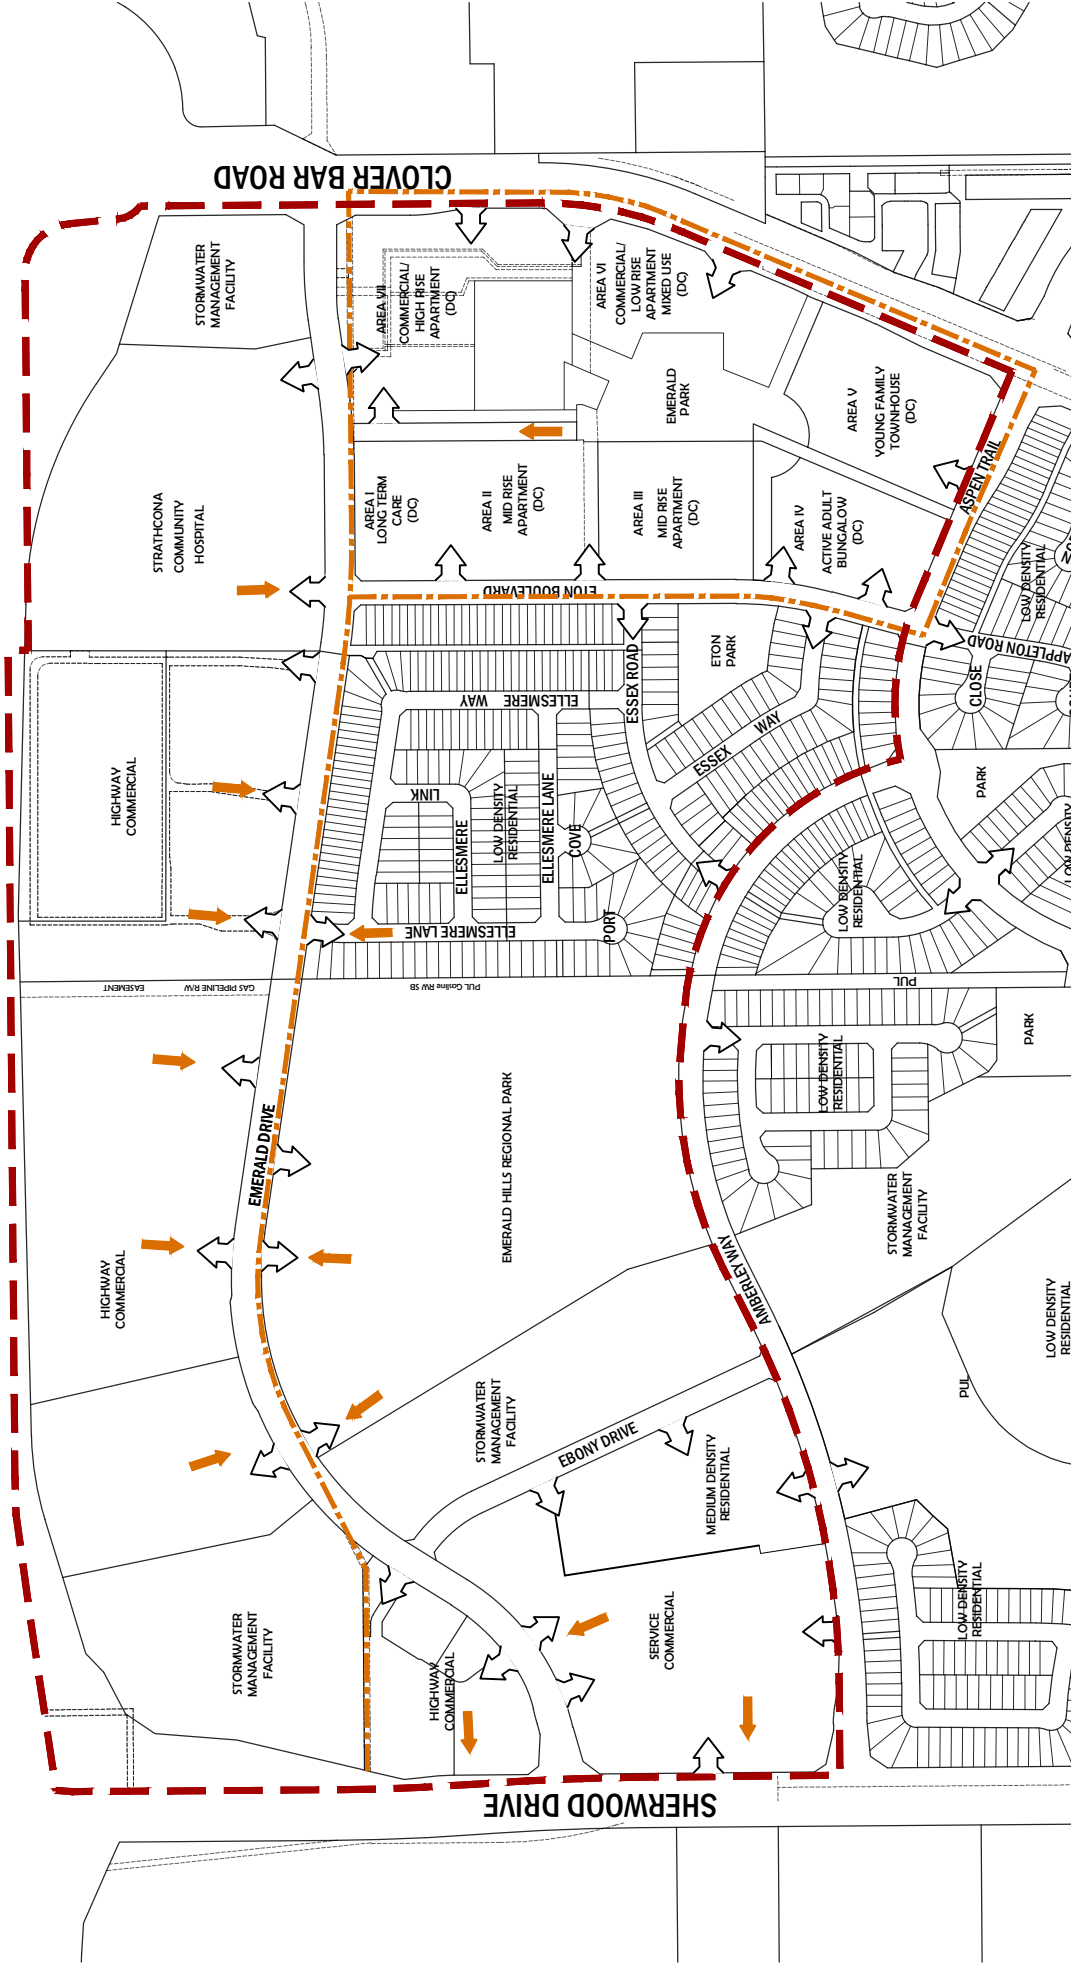 CLOVER BAR ROAD
STORMWATER
MANAGEMENT
FACILITY
AREA VII
COMMERCIAL/
HIGH RISE
APARTMENT
(DC)
AREA VI
COMMERCIAL/
LOW RISE
APARTMENT
MIXED USE
(DC)
EMERALD
PARK
AREA V
YOUNG FAMILY
TOWNHOUSE
(DC)
ASPEN TRAIL
STRATHCONA
COMMUNITY
HOSPITAL
AREA I
LONG TERM
CARE
(DC)
AREA II
MID RISE
APARTMENT
(DC)
AREA III
MID RISE
APARTMENT
(DC)
AREA IV
ACTIVE ADULT
BUNGALOW
(DC)
LOW DENSITY
RESIDENTIAL
ETON BOULEVARD
APPLETON ROAD
CLOSE
ETON
PARK
ESSEX ROAD
ELLESMERE WAY
ESSEX WAY
HIGHWAY
COMMERCIAL
LINK
ELLESMERE
LOW DENSITY
RESIDENTIAL
ELLESMERE LANE
COVE
PARK
LOW DENSITY
LOW DENSITY
RESIDENTIAL
ELLESMERE LANE
PORT
EASEMENT
GAS PIPELINE R/W
PUL Gasline RW SB
PUL
PARK
LOW DENSITY
RESIDENTIAL
EMERALD DRIVE
EMERALD HILLS REGIONAL PARK
STORMWATER
MANAGEMENT
FACILITY
HIGHWAY
COMMERCIAL
AMBERLEY WAY
LOW DENSITY
RESIDENTIAL
PUL
STORMWATER
MANAGEMENT
FACILITY
EBONY DRIVE
MEDIUM DENSITY
RESIDENTIAL
STORMWATER
MANAGEMENT
FACILITY
HIGHWAY
COMMERCIAL
SERVICE
COMMERCIAL
LOW DENSITY
RESIDENTIAL
SHERWOOD DRIVE